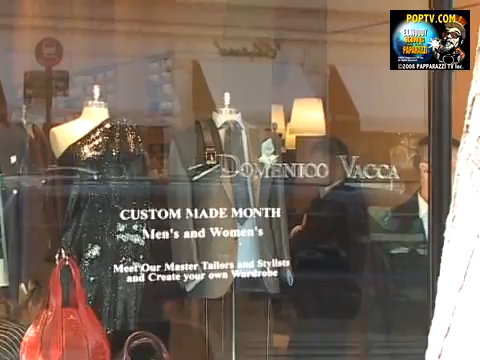 POPTV.COM
PAPARAZZI
©2008 PAPPARAZZI TV Inc.
DOMENICO VACCA
CUSTOM MADE MONTH
Men's and Women's
Meet Our Master Tailors and Stylists
and Create your own Wardrobe